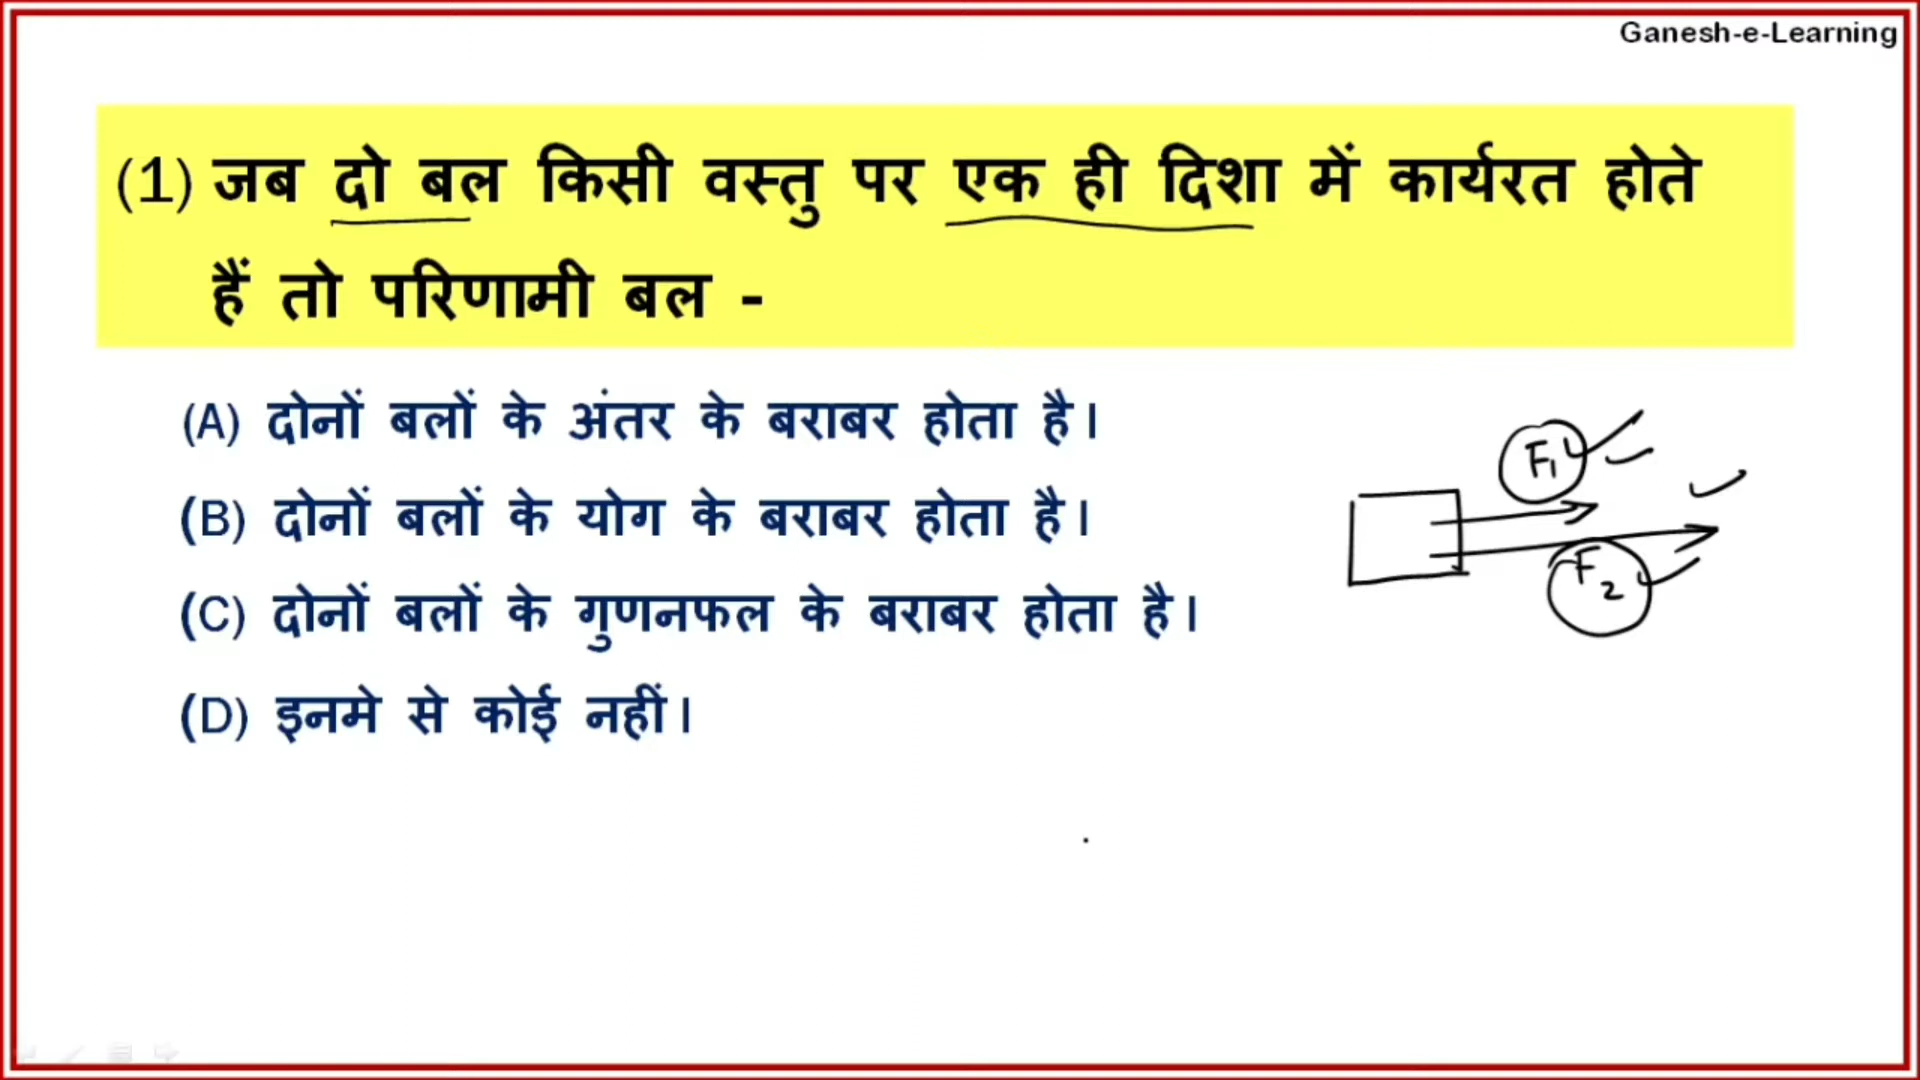 Ganesh-e-Learning
(1) जब दो बल किसी वस्तु पर एक ही दिशा में कार्यरत होते
हैं तो परिणामी बल -
(A) दोनों बलों के अंतर के बराबर होता है।
(B) दोनों बलों के योग के बराबर होता है।
(C) दोनों बलों के गुणनफल के बराबर होता है।
(D) इनमे से कोई नहीं।
F1
F2